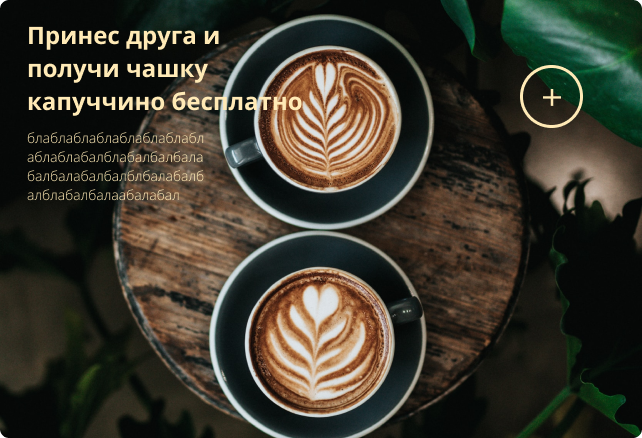 Принес друга и
получи чашку
капуччино бесплатно
блаблаблаблаблаблаблабл
аблаблабалблабалбалбала
балбалабалбалблбалабалб
алблабалбалаабалабал
+